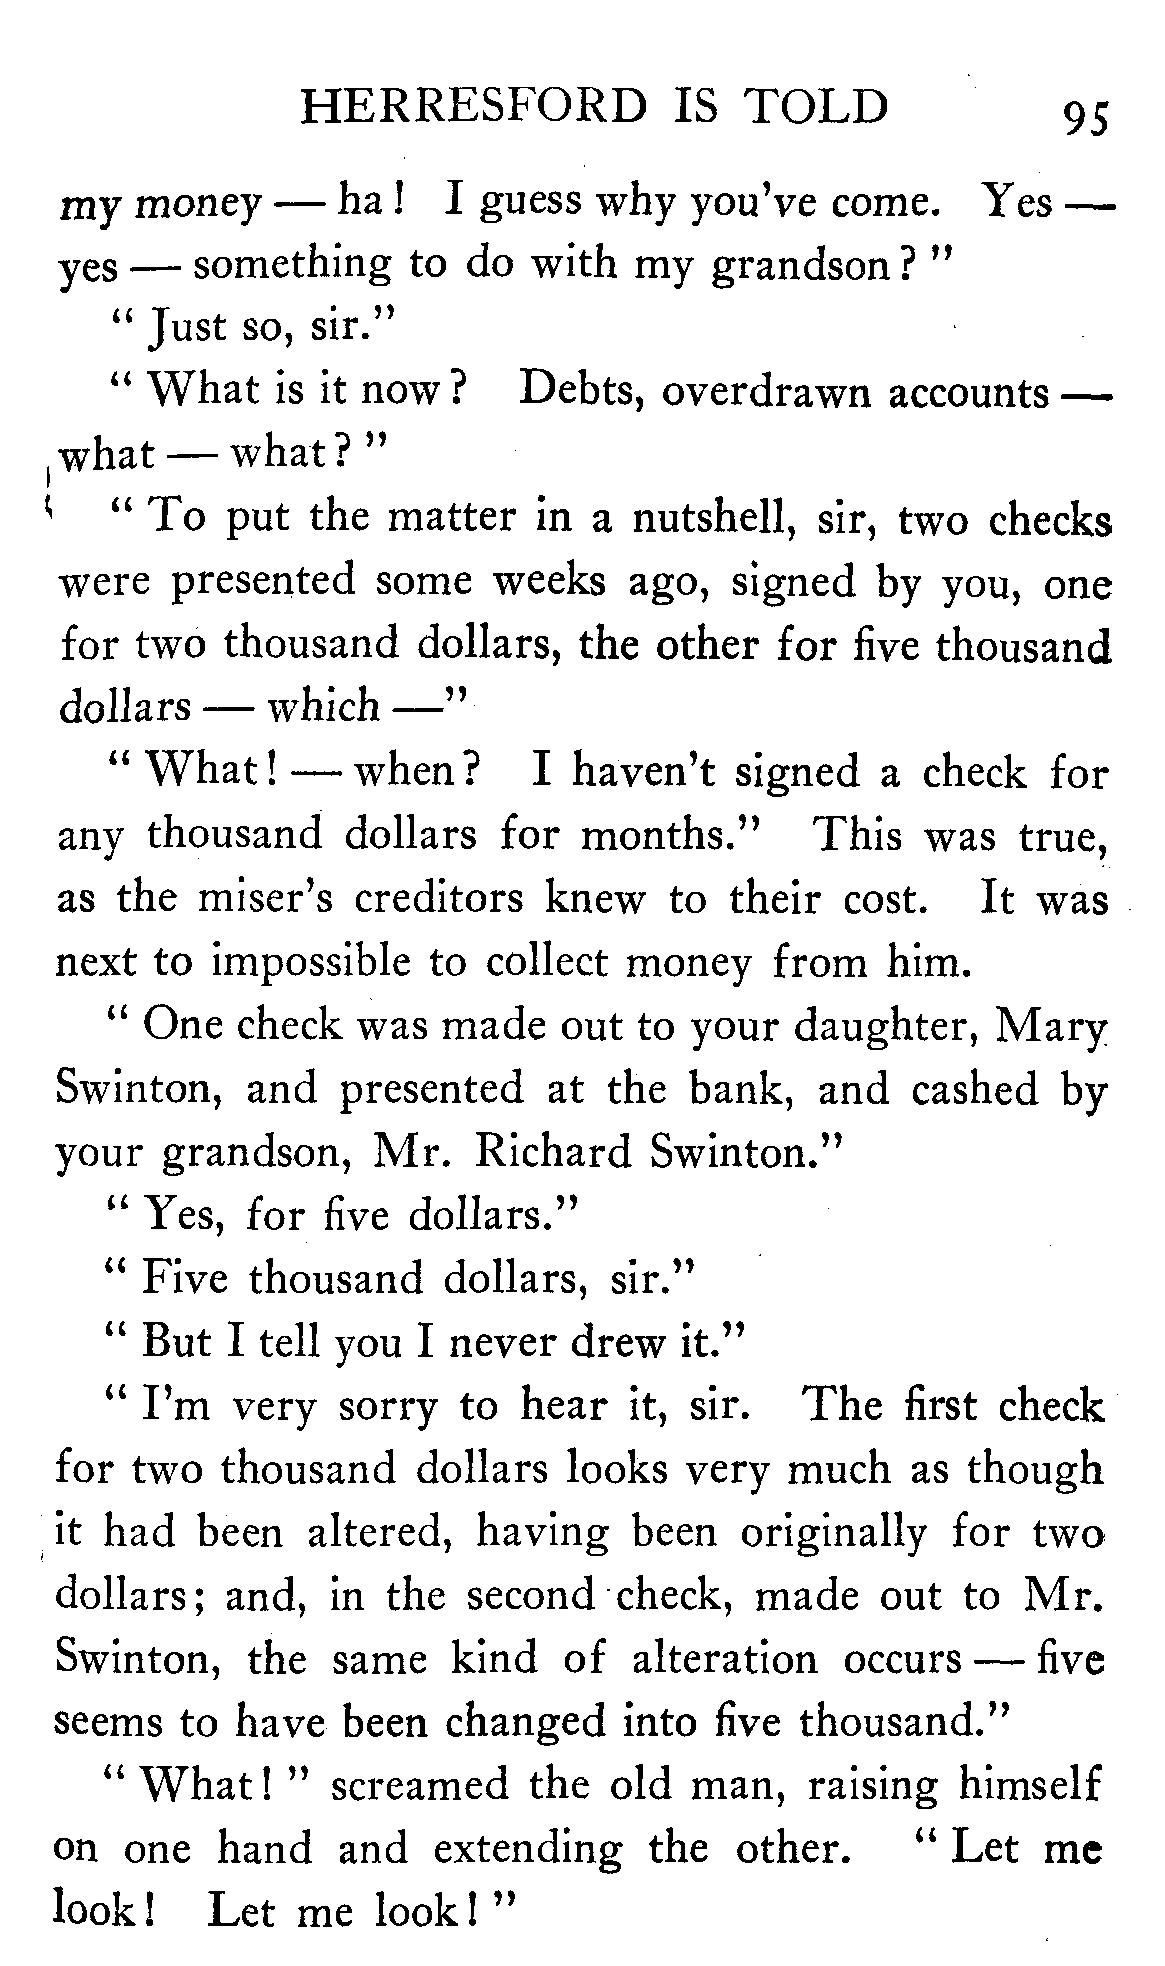 HERRESFORD IS TOLD 95
my money — ha! I guess why you've come. Yes —
yes — something to do with my grandson?"
"Just so, sir."
"What is it now? Debts, overdrawn accounts —
what — what?"
"To put the matter in a nutshell, sir, two checks
were presented some weeks ago, signed by you, one
for two thousand dollars, the other for five thousand
dollars — which —"
"What! — when? I haven't signed a check for
any thousand dollars for months." This was true,
as the miser's creditors knew to their cost. It was
next to impossible to collect money from him.
"One check was made out to your daughter, Mary
Swinton, and presented at the bank, and cashed by
your grandson, Mr. Richard Swinton."
"Yes, for five dollars."
"Five thousand dollars, sir."
"But I tell you I never drew it."
"I'm very sorry to hear it, sir. The first check
for two thousand dollars looks very much as though
it had been altered, having been originally for two
dollars; and, in the second check, made out to Mr.
Swinton, the same kind of alteration occurs — five
seems to have been changed into five thousand."
"What!" screamed the old man, raising himself
on one hand and extending the other. "Let me
look! Let me look!"